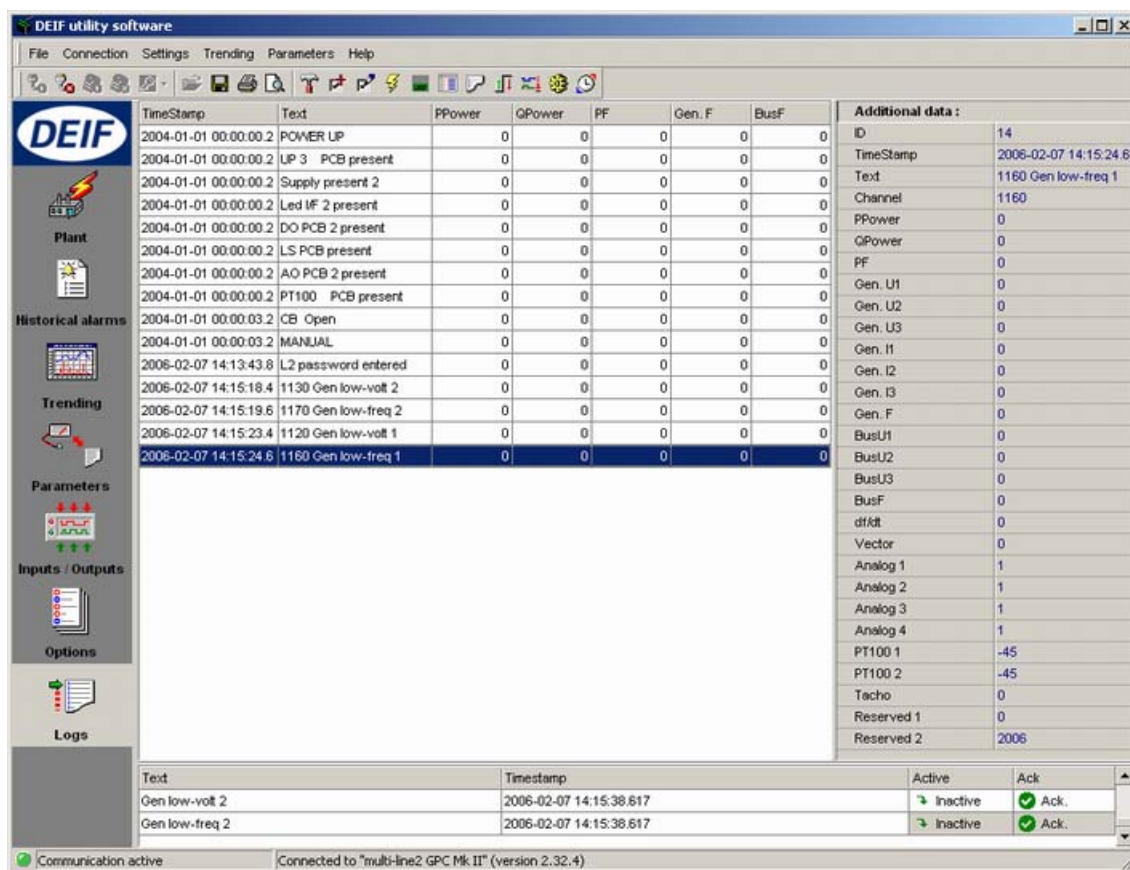 DEIF utility software
File Connection Settings Trending Parameters Help
DEIF
Plant
Historical alarms
Trending
Parameters
Inputs / Outputs
Options
Logs
TimeStamp Text PPower QPower PF Gen. F BusF
2004-01-01 00:00:00.2 POWER UP 0 0 0 0 0
2004-01-01 00:00:00.2 UP 3 PCB present 0 0 0 0 0
2004-01-01 00:00:00.2 Supply present 2 0 0 0 0 0
2004-01-01 00:00:00.2 Led I/F 2 present 0 0 0 0 0
2004-01-01 00:00:00.2 DO PCB 2 present 0 0 0 0 0
2004-01-01 00:00:00.2 LS PCB present 0 0 0 0 0
2004-01-01 00:00:00.2 AO PCB 2 present 0 0 0 0 0
2004-01-01 00:00:00.2 PT100 PCB present 0 0 0 0 0
2004-01-01 00:00:03.2 CB Open 0 0 0 0 0
2004-01-01 00:00:03.2 MANUAL 0 0 0 0 0
2006-02-07 14:13:43.8 L2 password entered 0 0 0 0 0
2006-02-07 14:15:18.4 1130 Gen low-volt 2 0 0 0 0 0
2006-02-07 14:15:19.6 1170 Gen low-freq 2 0 0 0 0 0
2006-02-07 14:15:23.4 1120 Gen low-volt 1 0 0 0 0 0
2006-02-07 14:15:24.6 1160 Gen low-freq 1 0 0 0 0 0
Additional data :
ID 14
TimeStamp 2006-02-07 14:15:24.6
Text 1160 Gen low-freq 1
Channel 1160
PPower 0
QPower 0
PF 0
Gen. U1 0
Gen. U2 0
Gen. U3 0
Gen. I1 0
Gen. I2 0
Gen. I3 0
Gen. F 0
BusU1 0
BusU2 0
BusU3 0
BusF 0
df/dt 0
Vector 0
Analog 1 1
Analog 2 1
Analog 3 1
Analog 4 1
PT100 1 -45
PT100 2 -45
Tacho 0
Reserved 1 0
Reserved 2 2006
Text Timestamp Active Ack
Gen low-volt 2 2006-02-07 14:15:38.617 Inactive Ack.
Gen low-freq 2 2006-02-07 14:15:38.617 Inactive Ack.
Communication active Connected to "multi-line2 GPC Mk II" (version 2.32.4)